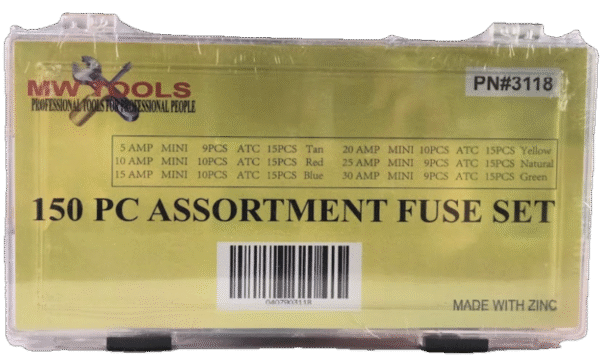 MW TOOLS
PROFESSIONAL TOOLS FOR PROFESSIONAL PEOPLE
PN#3118
5 AMP MINI 9PCS ATC 15PCS Tan 20 AMP MINI 10PCS ATC 15PCS Yellow
10 AMP MINI 10PCS ATC 15PCS Red 25 AMP MINI 9PCS ATC 15PCS Natural
15 AMP MINI 10PCS ATC 15PCS Blue 30 AMP MINI 9PCS ATC 15PCS Green
150 PC ASSORTMENT FUSE SET
0407903118
MADE WITH ZINC